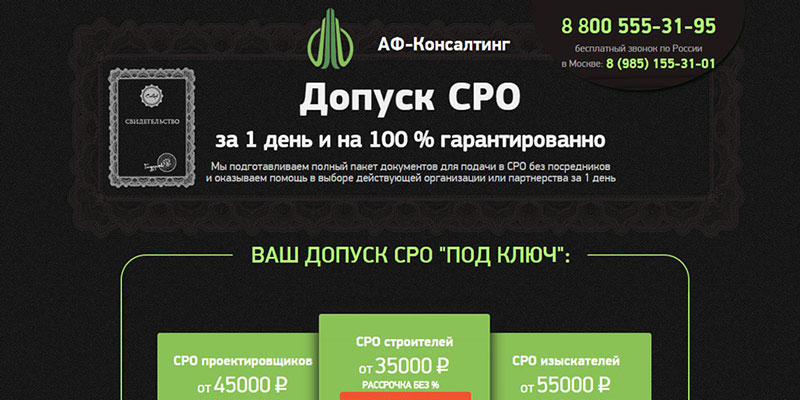 АФ-Консалтинг
8 800 555-31-95
бесплатный звонок по России
в Москве: 8 (985) 155-31-01
СВИДЕТЕЛЬСТВО
Допуск СРО
за 1 день и на 100 % гарантированно
Мы подготавливаем полный пакет документов для подачи в СРО без посредников
и оказываем помощь в выборе действующей организации или партнерства за 1 день
ВАШ ДОПУСК СРО "ПОД КЛЮЧ":
СРО проектировщиков
от 45000 ₽
СРО строителей
от 35000 ₽
РАССРОЧКА БЕЗ %
СРО изыскателей
от 55000 ₽